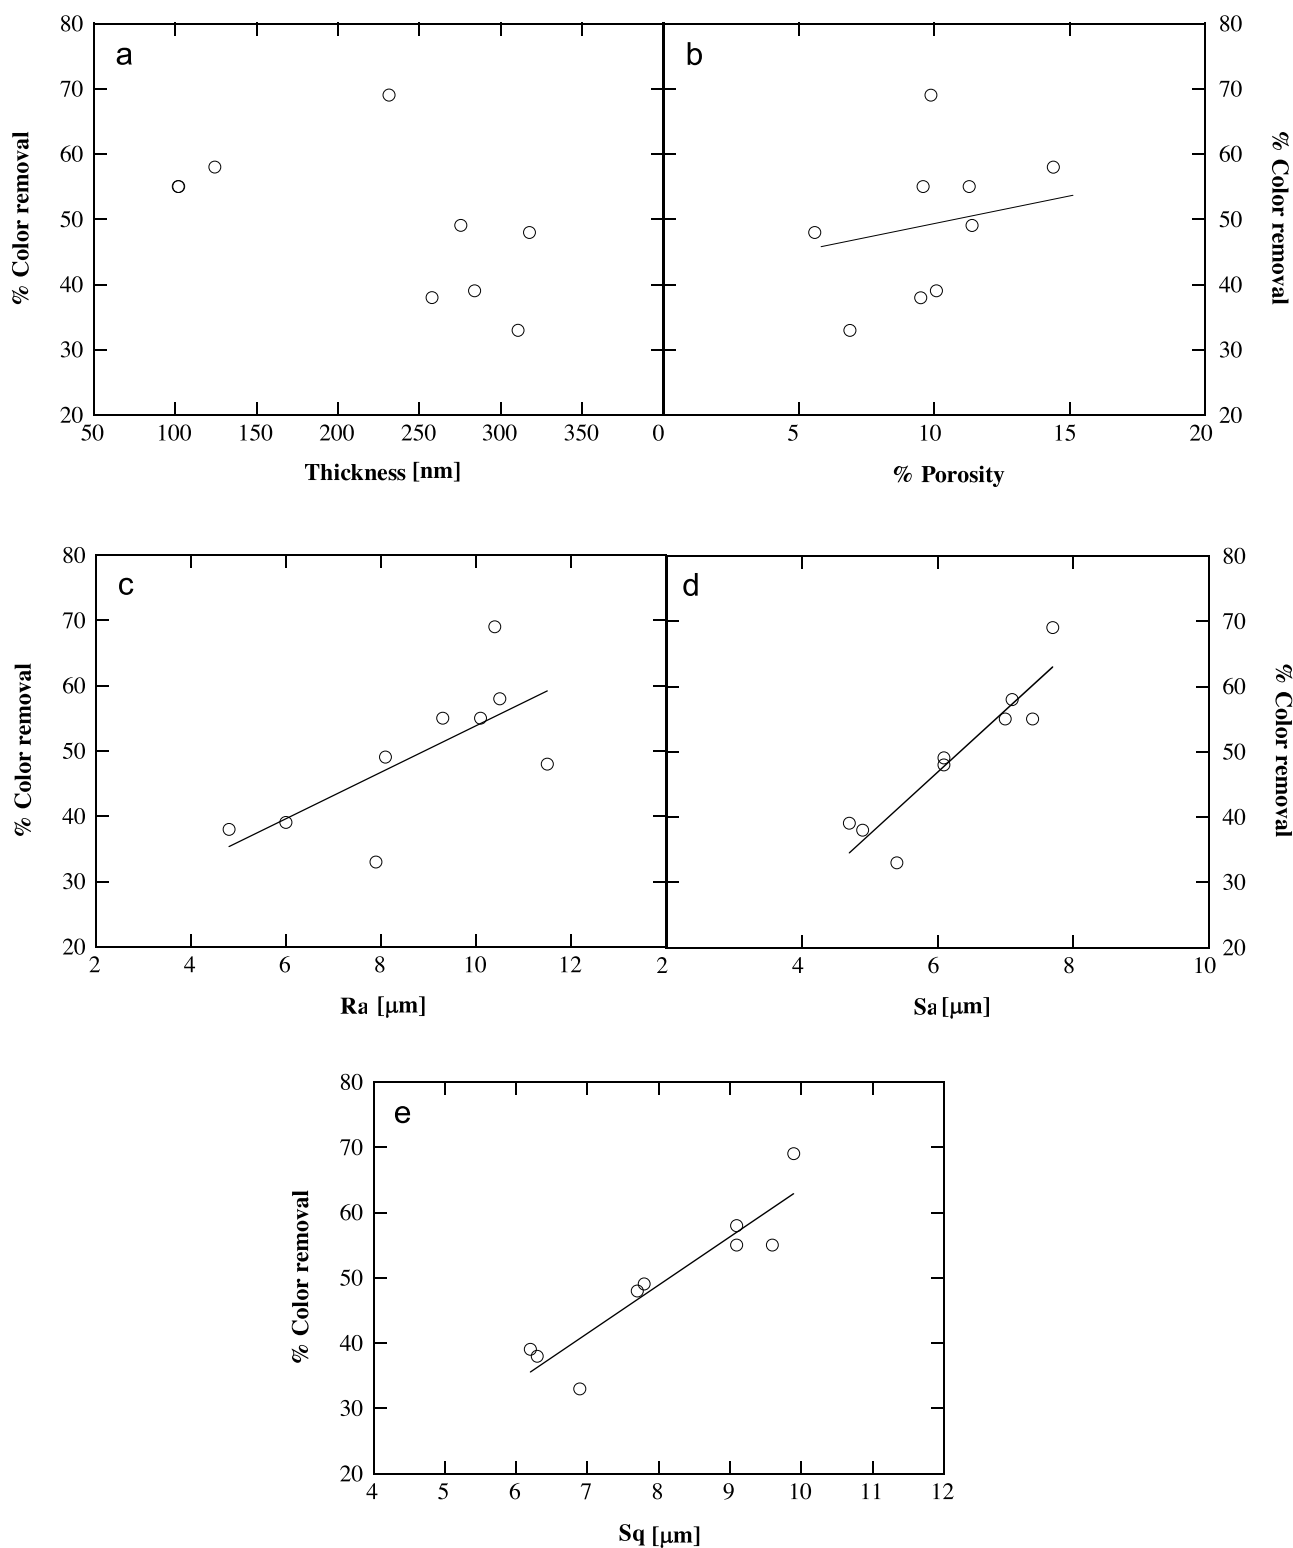 80 80
a b
70 70
60 60
50 50
40 40
30 30
20 20
% Color removal
% Color removal
50 100 150 200 250 300 350 0 5 10 15 20
Thickness [nm] % Porosity
80 80
c d
70 70
60 60
50 50
40 40
30 30
20 20
% Color removal
% Color removal
2 4 6 8 10 12 2 4 6 8 10
Ra [μm] Sa [μm]
80
e
70
60
50
40
30
20
% Color removal
4 5 6 7 8 9 10 11 12
Sq [μm]